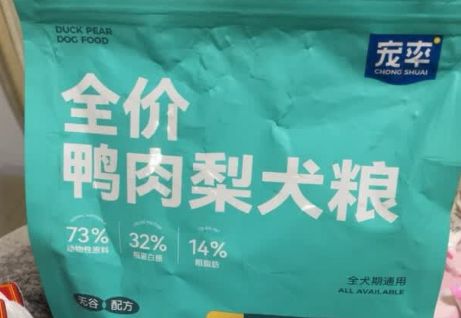 DUCK PEAR
DOG FOOD
宠率
CHONG SHUAI
全价
鸭肉梨犬粮
73%
动物性原料
32%
粗蛋白质
14%
粗脂肪
全犬期通用
ALL AVAILABLE
无谷 配方